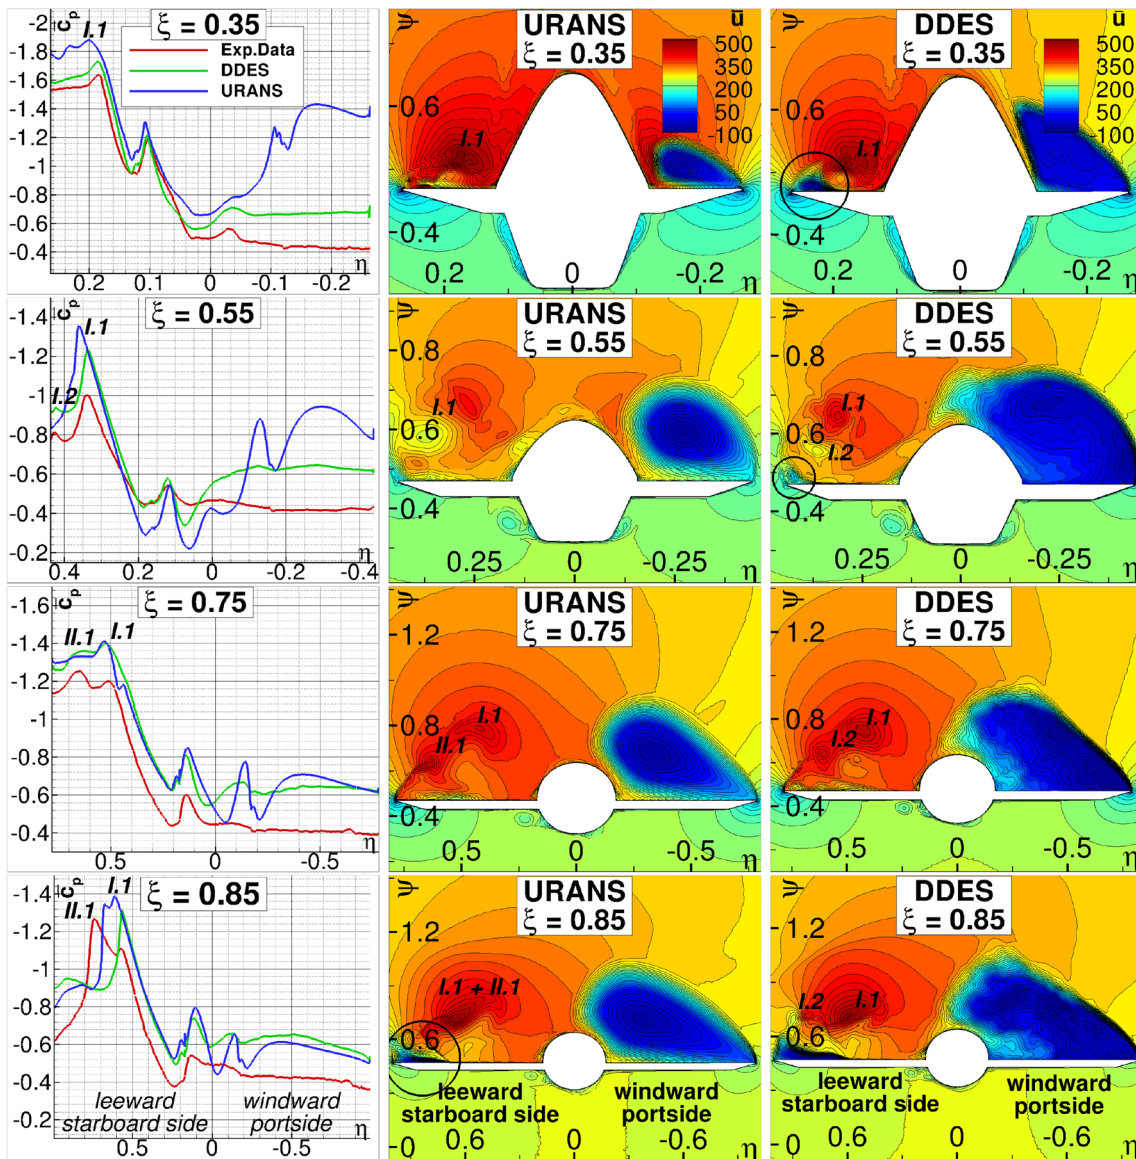 c̄p
I.1
ξ = 0.35
Exp.Data
DDES
URANS
-2
-1.8
-1.6
-1.4
-1.2
-1
-0.8
-0.6
-0.4
0.2
0.1
0
-0.1
-0.2
η
ψ
URANS
ξ = 0.35
ū
500
350
200
50
-100
0.6
I.1
-0.4
0.2
0
-0.2
η
ψ
DDES
ξ = 0.35
ū
500
350
200
50
-100
0.6
I.1
0.4
0.2
0
-0.2
η
c̄p
I.1
ξ = 0.55
I.2
-1.4
-1.2
-1
-0.8
-0.6
-0.4
-0.2
0.4
0.2
0
-0.2
-0.4
η
ψ
URANS
ξ = 0.55
0.8
I.1
0.6
0.4
0.25
0
-0.25
η
ψ
DDES
ξ = 0.55
0.8
I.1
0.6
I.2
0.4
0.25
0
-0.25
η
c̄p
II.1
I.1
ξ = 0.75
-1.6
-1.4
-1.2
-1
-0.8
-0.6
-0.4
0.5
0
-0.5
η
ψ
URANS
ξ = 0.75
1.2
0.8
I.1
II.1
0.4
0.5
0
-0.5
η
ψ
DDES
ξ = 0.75
1.2
0.8
I.1
I.2
0.4
0.5
0
-0.5
η
c̄p
I.1
II.1
ξ = 0.85
-1.4
-1.2
-1
-0.8
-0.6
-0.4
-0.2
leeward
starboard side
windward
portside
0.5
0
-0.5
η
ψ
URANS
ξ = 0.85
1.2
I.1 + II.1
0.6
leeward
starboard side
windward
portside
-0
0.6
0
-0.6
η
ψ
DDES
ξ = 0.85
1.2
I.2
I.1
0.6
leeward
starboard side
windward
portside
-0
0.6
0
-0.6
η